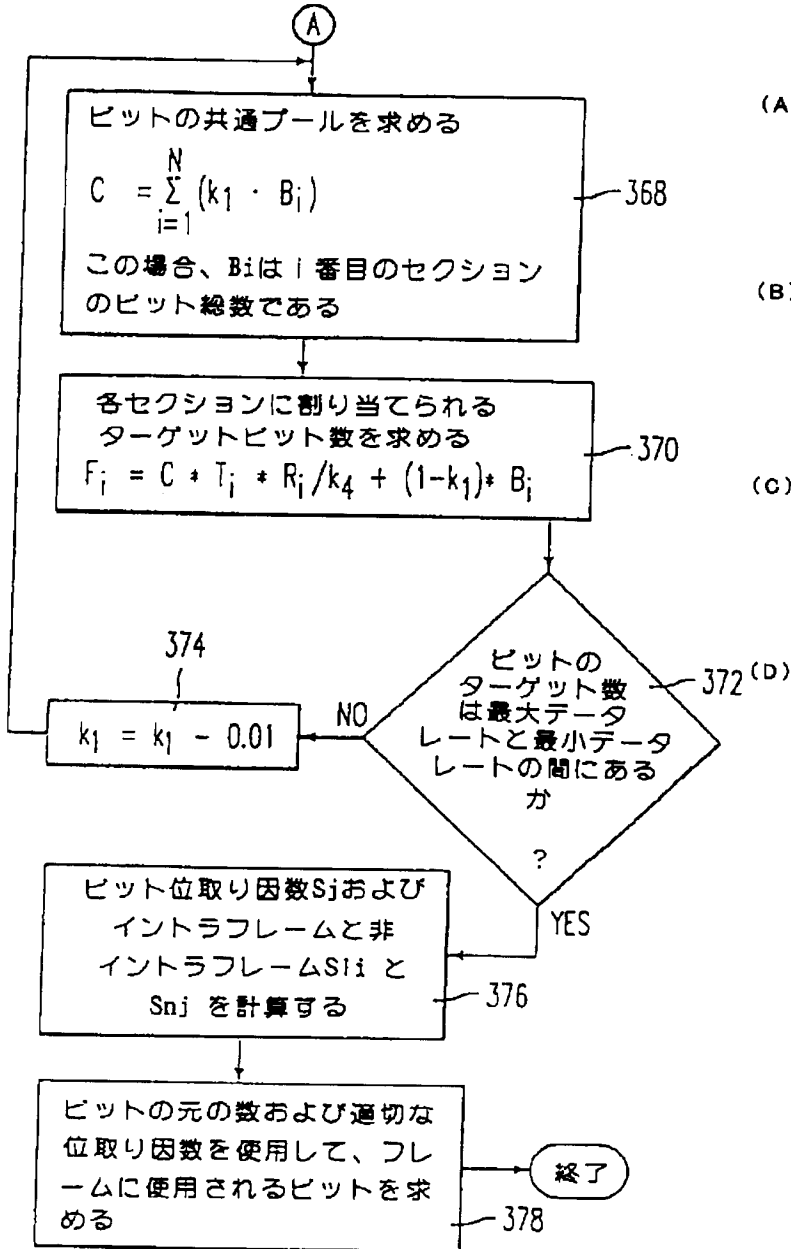 A
ビットの共通プールを求める
C = Σ (k₁ · Bᵢ)
N
i=1
この場合、Biは i 番目のセクション
のビット総数である
368
各セクションに割り当てられる
ターゲットビット数を求める
Fᵢ = C * Tᵢ * Rᵢ/k₄ + (1-k₁)* Bᵢ
370
ビットの
ターゲット数
は最大データ
レートと最小データ
レートの間にある
か
?
372
NO
YES
374
k₁ = k₁ - 0.01
ビット位取り因数Sjおよび
イントラフレームと非
イントラフレームSli と
Snj を計算する
376
ビットの元の数および適切な
位取り因数を使用して、フレ
ームに使用されるビットを求
める
378
終了
(A
(B)
(C)
(D)